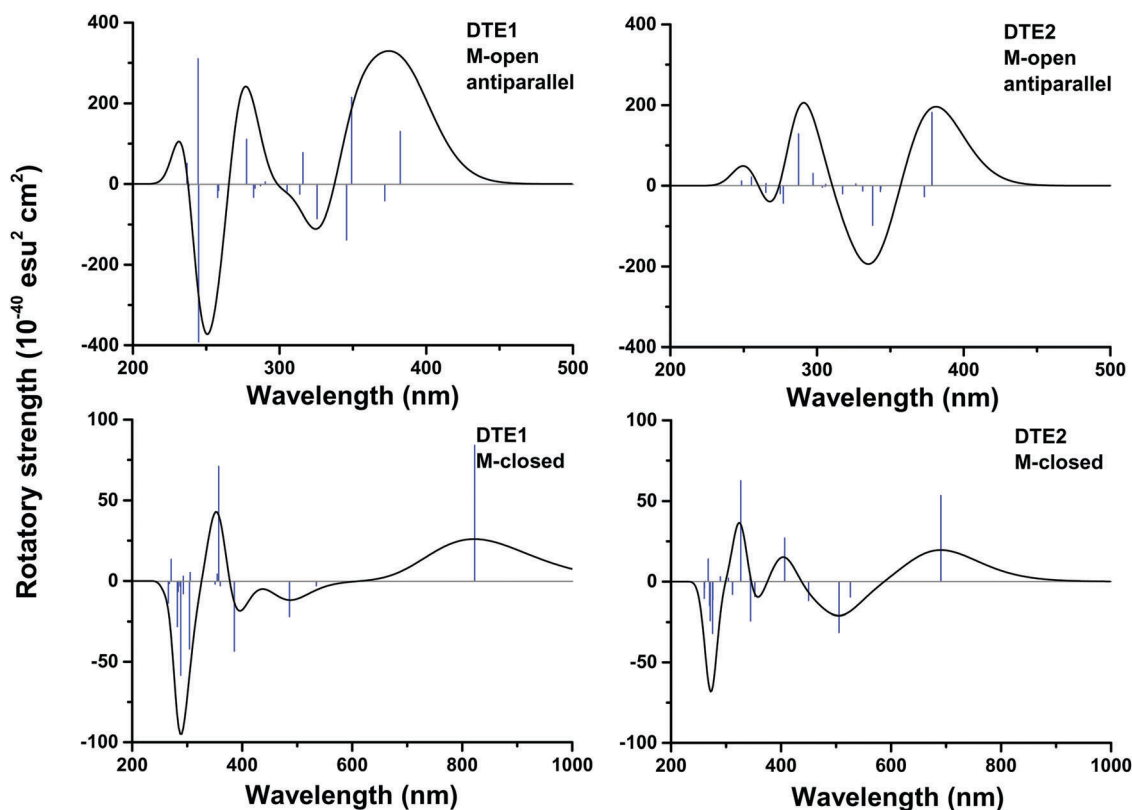 Rotatory strength (10⁻⁴⁰ esu² cm²)
400
200
0
-200
-400
200
300
400
500
Wavelength (nm)
DTE1
M-open
antiparallel
400
200
0
-200
-400
200
300
400
500
Wavelength (nm)
DTE2
M-open
antiparallel
100
50
0
-50
-100
200
400
600
800
1000
Wavelength (nm)
DTE1
M-closed
100
50
0
-50
-100
200
400
600
800
1000
Wavelength (nm)
DTE2
M-closed